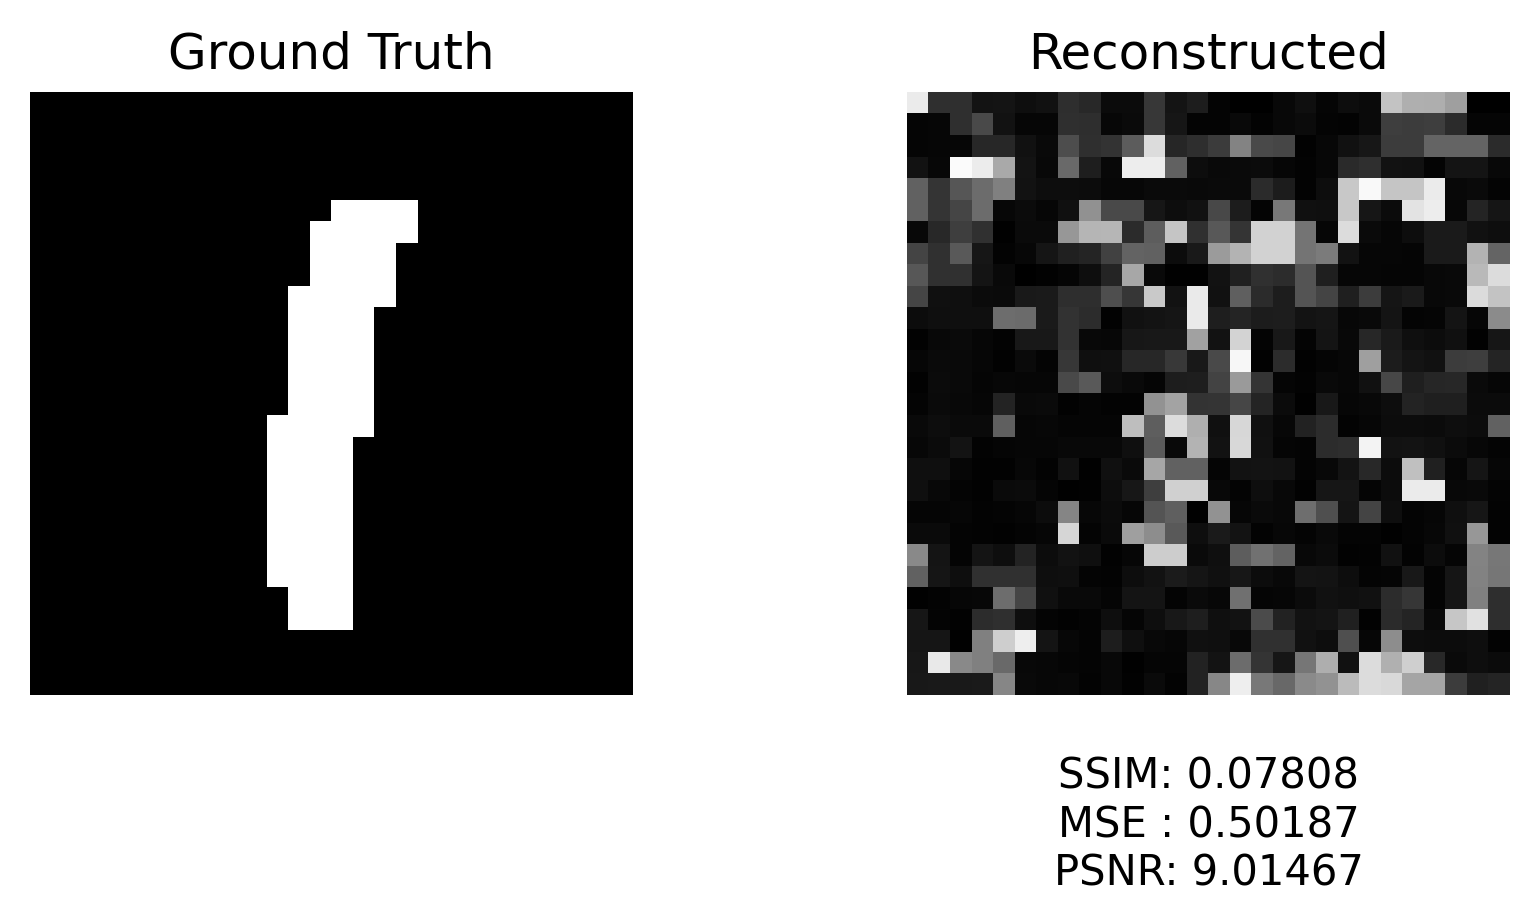 Ground Truth
Reconstructed
SSIM: 0.07808
MSE : 0.50187
PSNR: 9.01467